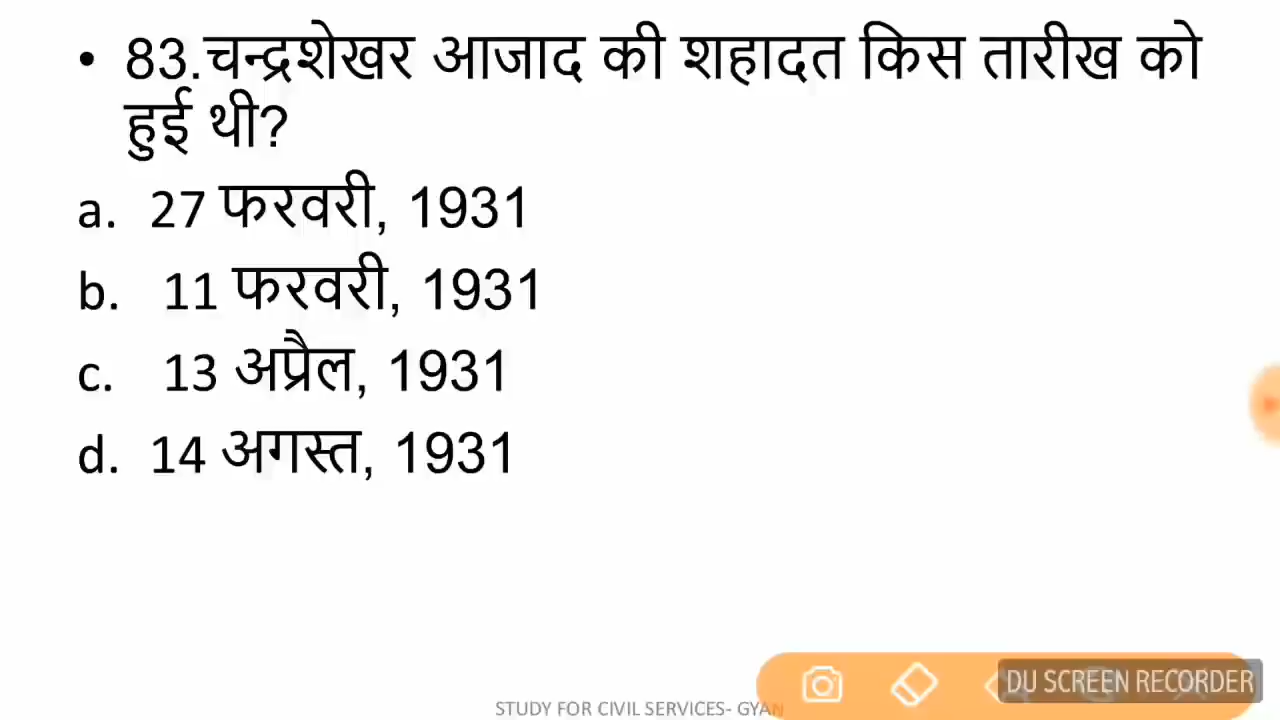 • 83.चन्द्रशेखर आजाद की शहादत किस तारीख को
हुई थी?
a. 27 फरवरी, 1931
b. 11 फरवरी, 1931
c. 13 अप्रैल, 1931
d. 14 अगस्त, 1931
DU SCREEN RECORDER
STUDY FOR CIVIL SERVICES- GYAN